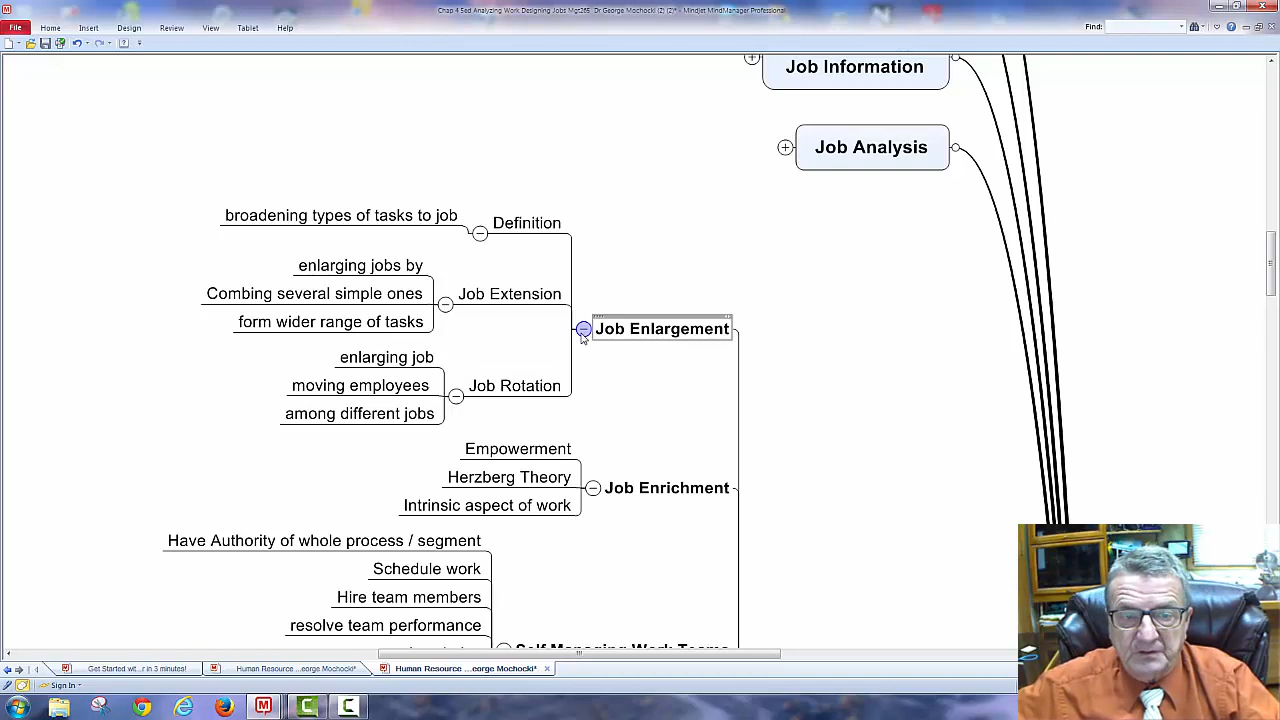 Chap 4 5ed Analyzing Work Designing Jobs Mgt265 Dr George Mochocki (2) (2)* - Mindjet MindManager Professional
File Home Insert Design Review View Tablet Help Find:
Job Information
Job Analysis
broadening types of tasks to job
Definition
enlarging jobs by
Combing several simple ones
form wider range of tasks
Job Extension
Job Enlargement
enlarging job
moving employees
among different jobs
Job Rotation
Empowerment
Herzberg Theory
Intrinsic aspect of work
Job Enrichment
Have Authority of whole process / segment
Schedule work
Hire team members
resolve team performance
Self Managing Work Teams
Get Started wit...r in 3 minutes! Human Resource ...eorge Mochocki* Human Resource ...eorge Mochocki*
Sign In